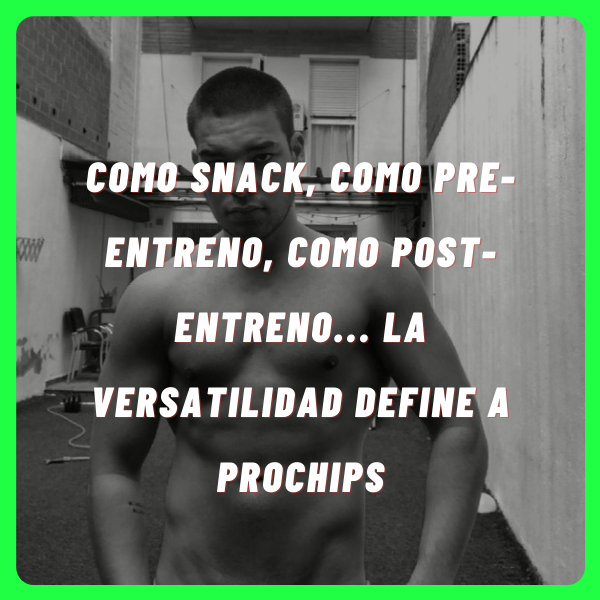 COMO SNACK, COMO PRE-
ENTRENO, COMO POST-
ENTRENO... LA
VERSATILIDAD DEFINE A
PROCHIPS